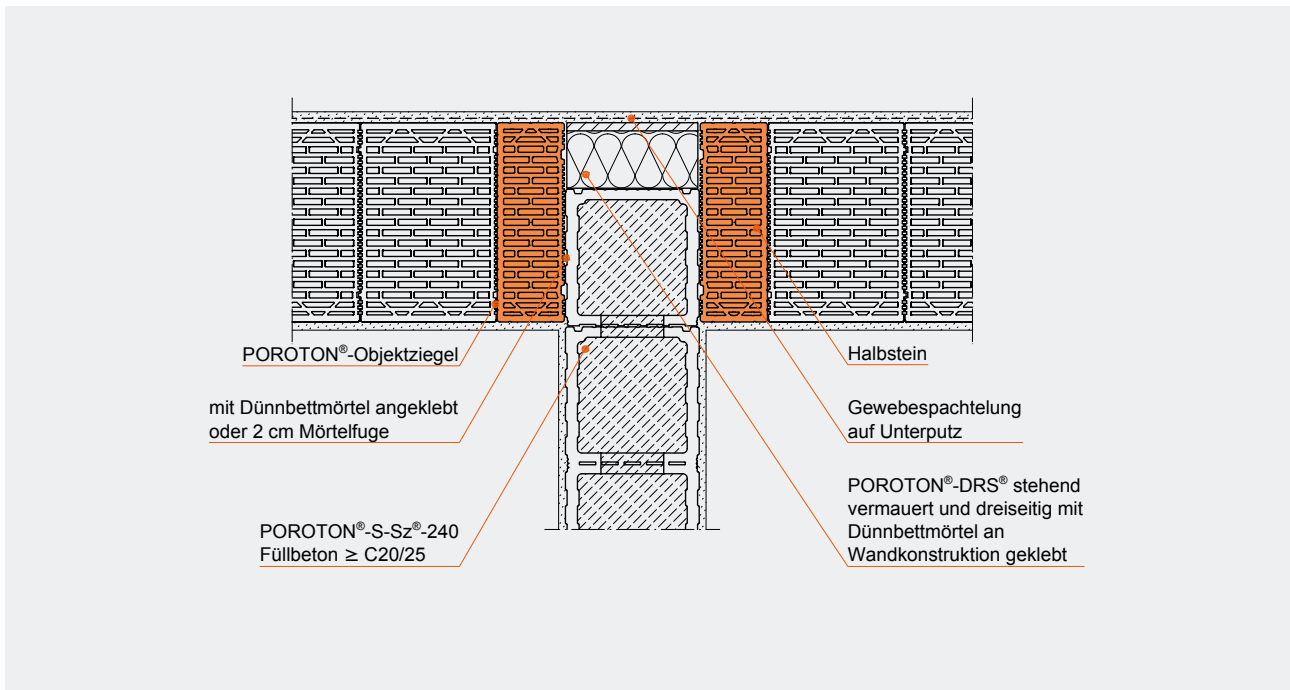 POROTON®-Objektziegel
mit Dünnbettmörtel angeklebt
oder 2 cm Mörtelfuge
POROTON®-S-Sz®-240
Füllbeton ≥ C20/25
Halbstein
Gewebespachtelung
auf Unterputz
POROTON®-DRS® stehend
vermauert und dreiseitig mit
Dünnbettmörtel an
Wandkonstruktion geklebt